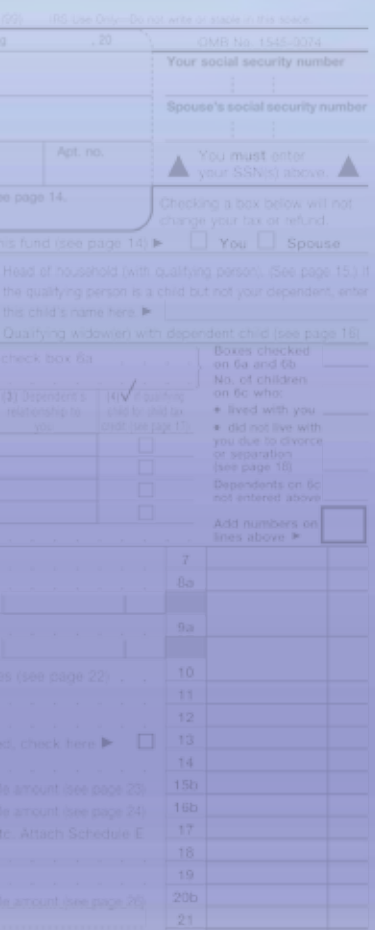 (99) IRS Use Only—Do not write or staple in this space.
, 20
OMB No. 1545-0074
Your social security number
Spouse's social security number
Apt. no.
You must enter
your SSN(s) above.
page 14.
Checking a box below will not
change your tax or refund.
this fund (see page 14) ▶ You Spouse
Head of household (with qualifying person). (See page 15.) If
the qualifying person is a child but not your dependent, enter
this child's name here. ▶
Qualifying widow(er) with dependent child (see page 16)
check box 6a
Boxes checked
on 6a and 6b
No. of children
on 6c who:
• lived with you
• did not live with
you due to divorce
or separation
(see page 18)
Dependents on 6c
not entered above
Add numbers on
lines above ▶
(3) Dependent's
relationship to
you
(4) ✓ if qualifying
child for child tax
credit (see page 17)
7
8a
9a
(see page 22)
10
11
12
check here ▶
13
14
amount (see page 23)
15b
amount (see page 24)
16b
etc. Attach Schedule E
17
18
19
amount (see page 26)
20b
21